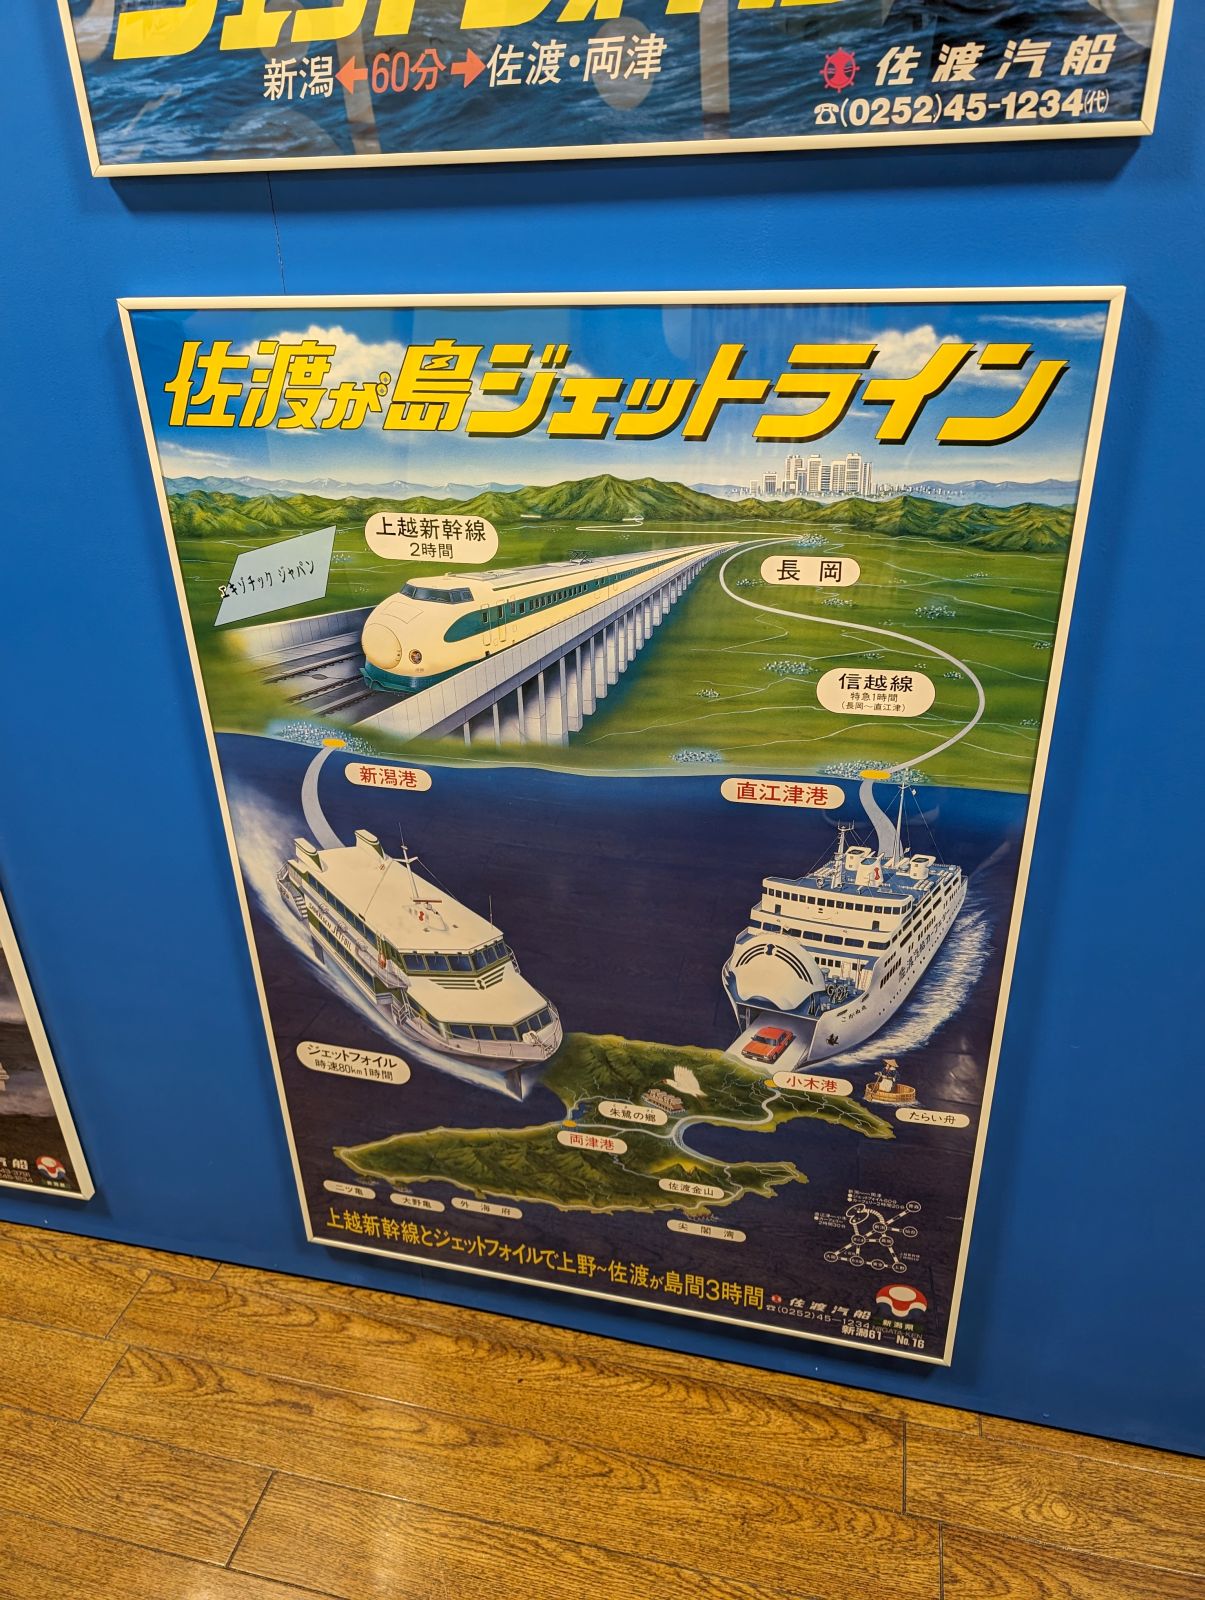 新潟←60分→佐渡・両津
佐渡汽船
☎(0252)45-1234(代)
佐渡が島ジェットライン
上越新幹線
2時間
エキゾチック ジャパン
長岡
信越線
特急1時間
(長岡〜直江津)
新潟港
直江津港
ジェットフォイル
時速80km1時間
こがね丸
小木港
たらい舟
朱鷺の郷
両津港
佐渡金山
二ツ亀
大野亀
外海府
尖閣湾
上越新幹線とジェットフォイルで上野~佐渡が島間3時間
佐渡汽船
☎(0252)45-1234
新潟県
NIIGATA-KEN
新潟61—No.16
汽船